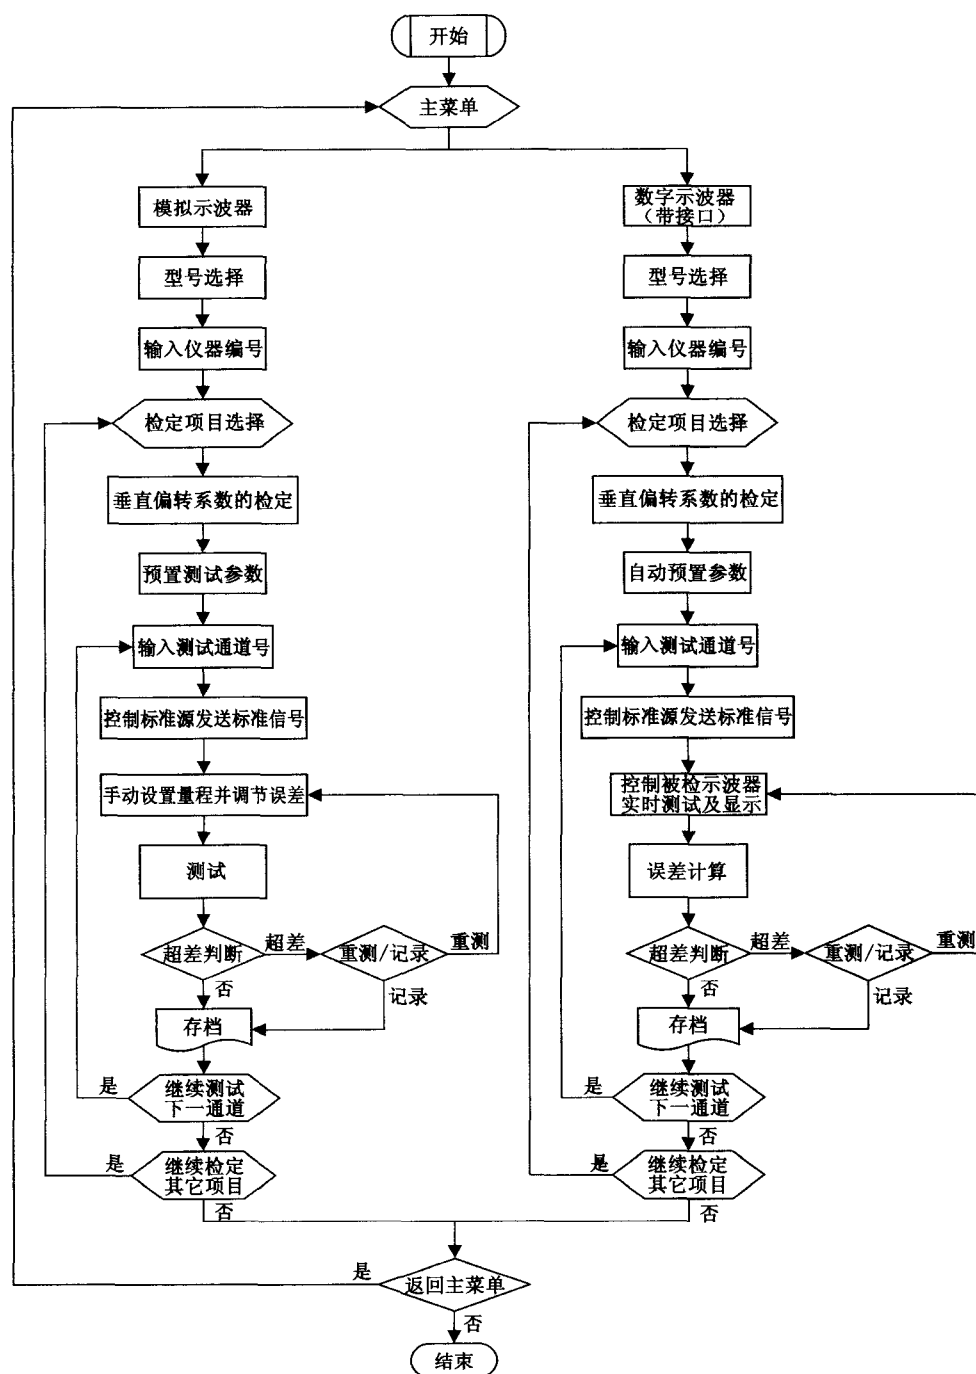 开始
主菜单
模拟示波器
型号选择
输入仪器编号
检定项目选择
垂直偏转系数的检定
预置测试参数
输入测试通道号
控制标准源发送标准信号
手动设置量程并调节误差
测试
超差判断
超差
重测/记录
重测
否
记录
存档
是
继续测试
下一通道
否
是
继续检定
其它项目
否
数字示波器
（带接口）
型号选择
输入仪器编号
检定项目选择
垂直偏转系数的检定
自动预置参数
输入测试通道号
控制标准源发送标准信号
控制被检示波器
实时测试及显示
误差计算
超差判断
超差
重测/记录
重测
否
记录
存档
是
继续测试
下一通道
否
是
继续检定
其它项目
否
是
返回主菜单
否
结束